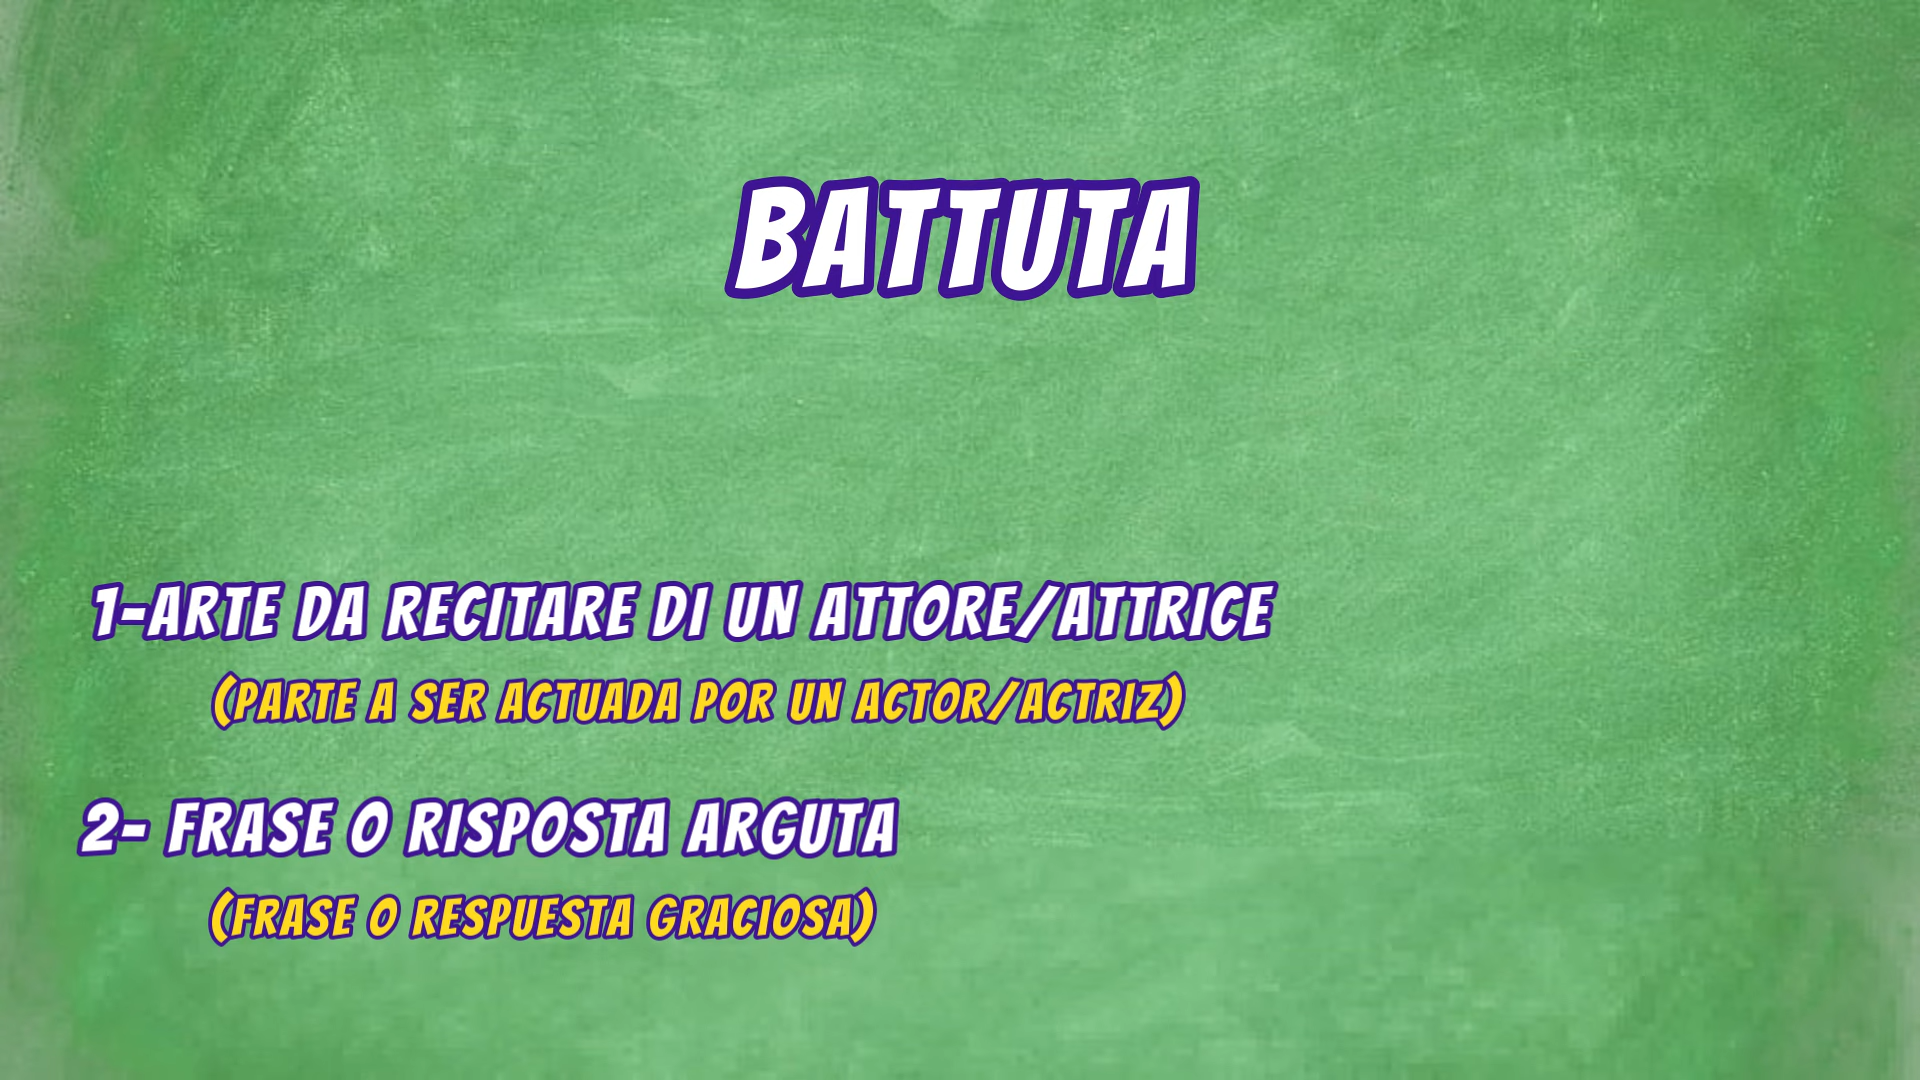 BATTUTA
1-ARTE DA RECITARE DI UN ATTORE/ATTRICE
(PARTE A SER ACTUADA POR UN ACTOR/ACTRIZ)
2- FRASE O RISPOSTA ARGUTA
(FRASE O RESPUESTA GRACIOSA)